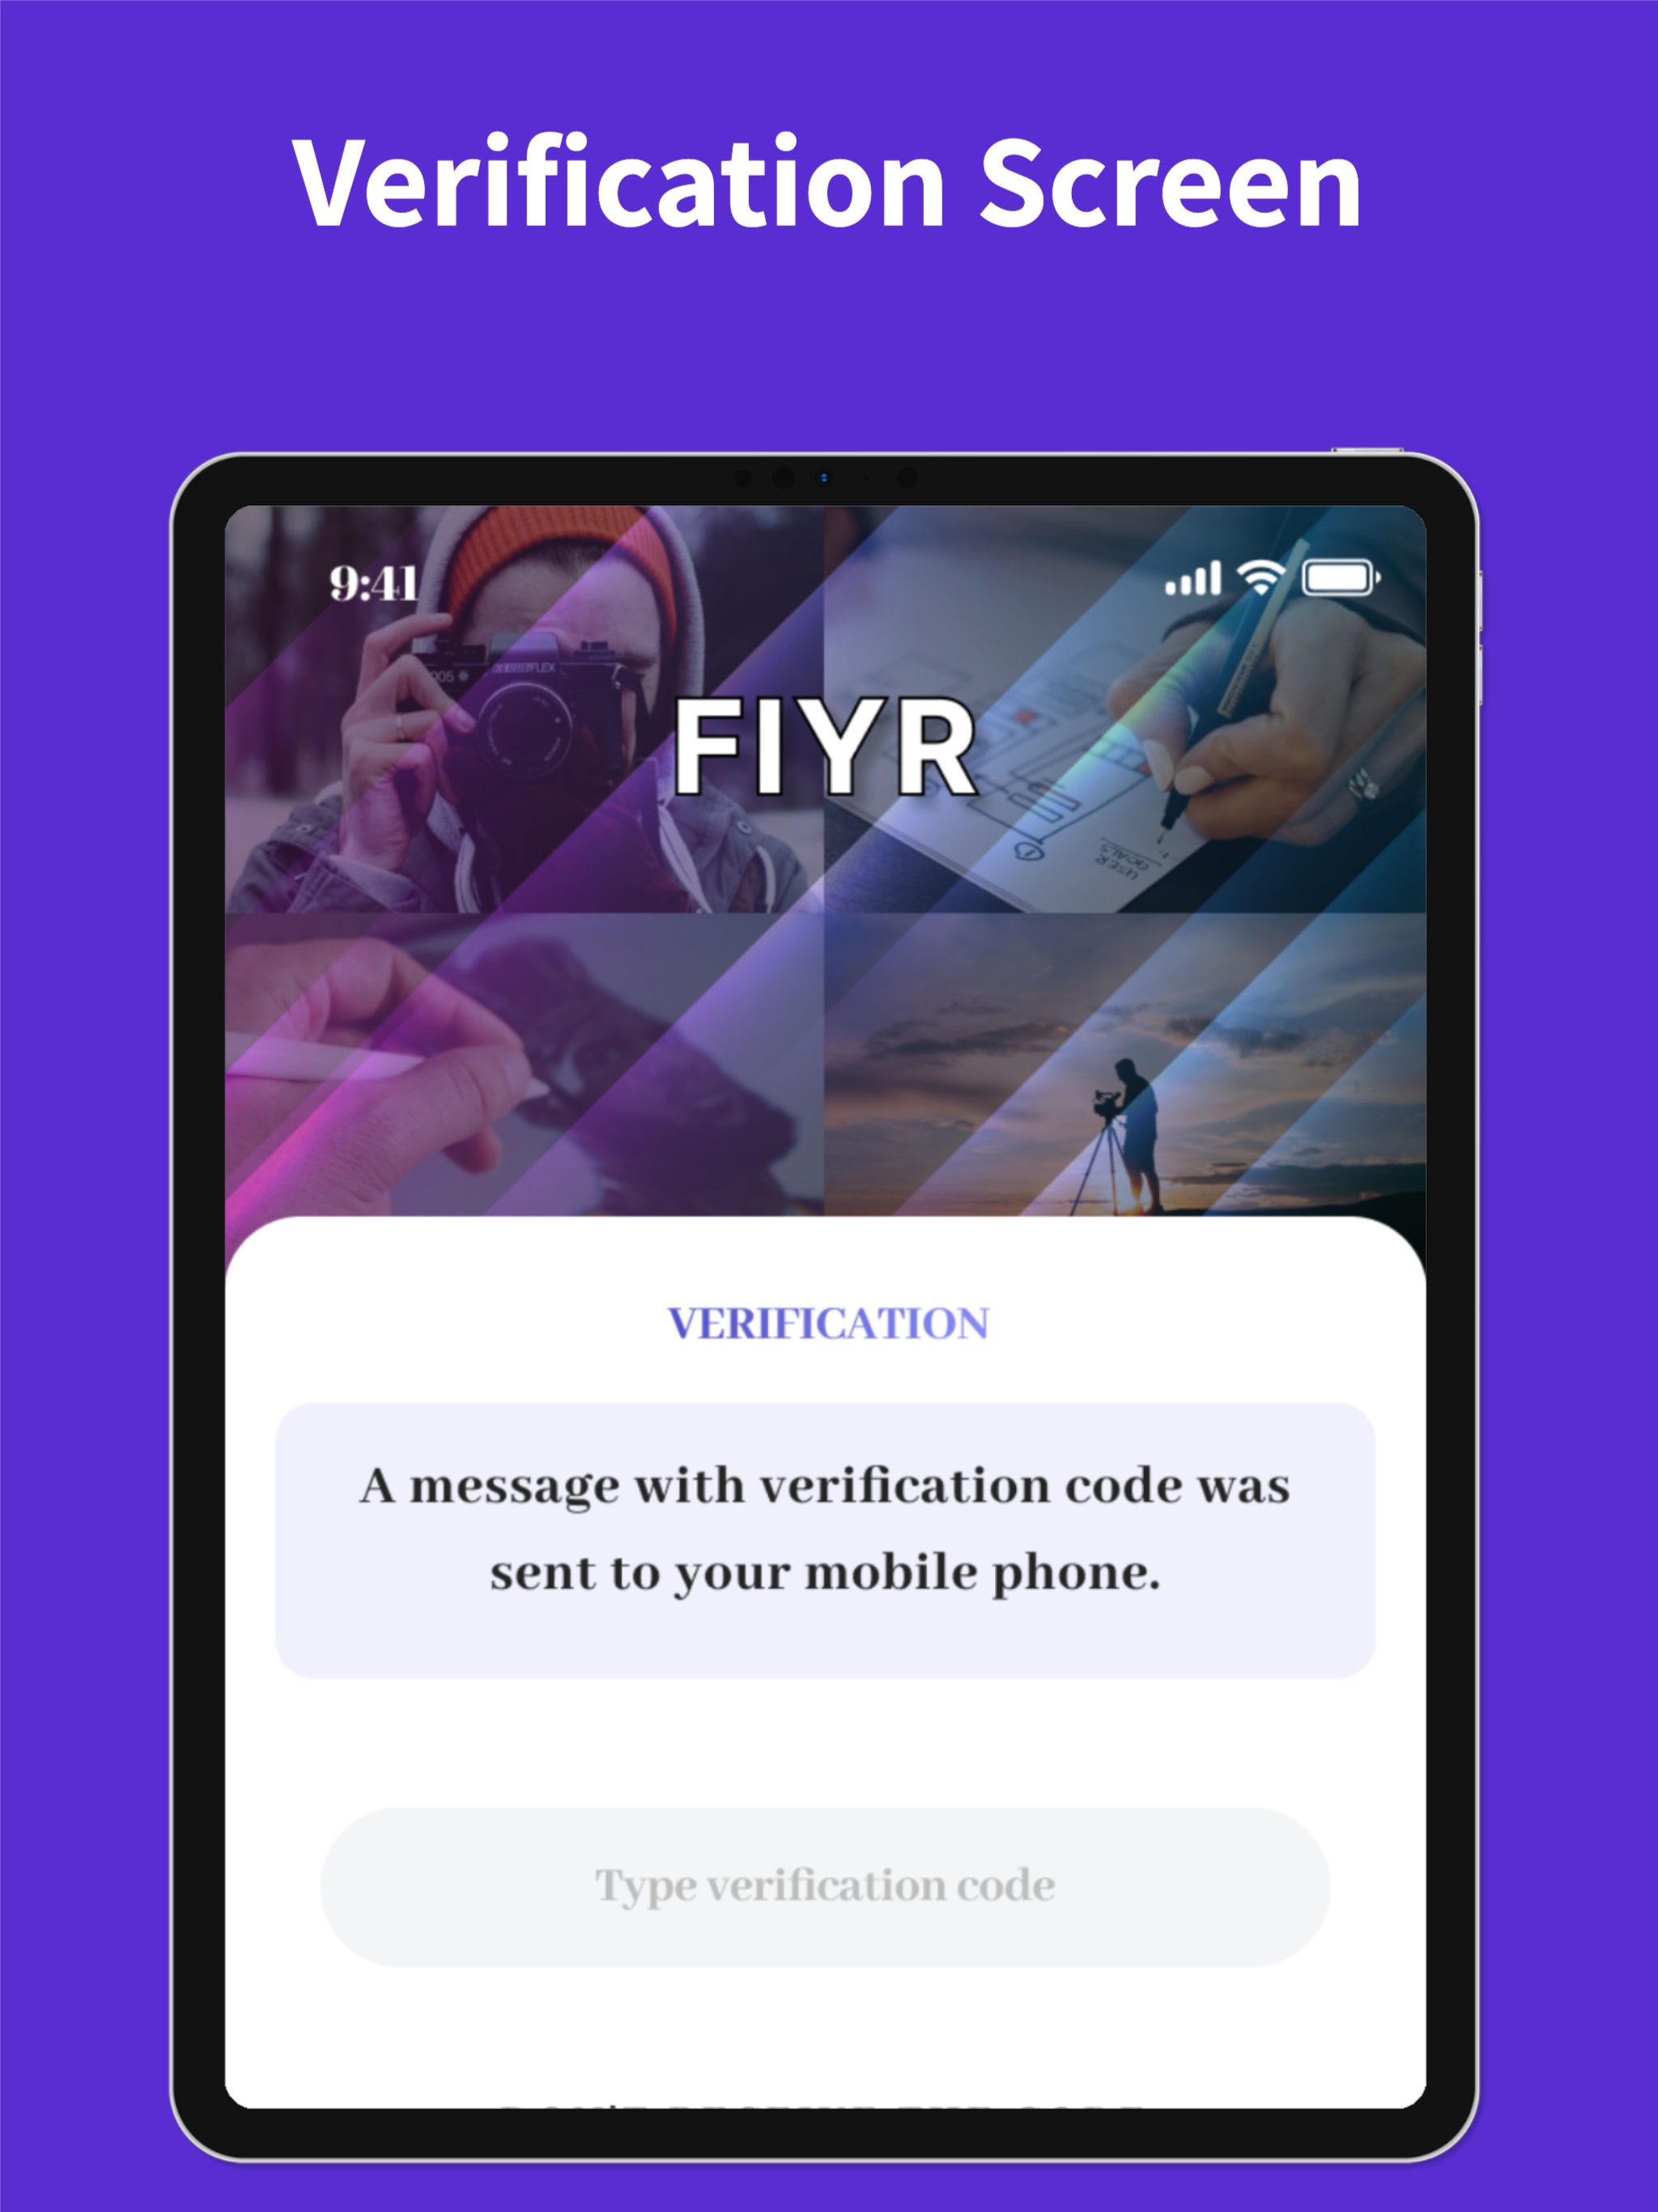 Verification Screen
9:41
FIYR
USER
GOALS
VERIFICATION
A message with verification code was
sent to your mobile phone.
Type verification code